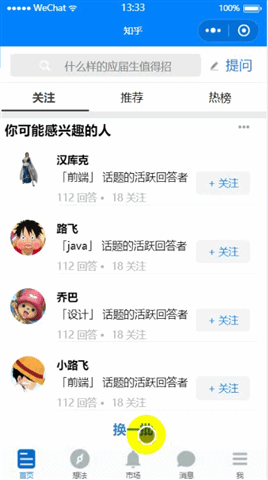 WeChat 13:33 100%
知乎
什么样的应届生值得招 提问
关注 推荐 热榜
你可能感兴趣的人
汉库克
「前端」话题的活跃回答者
112 回答 • 18 关注
+ 关注
路飞
「java」话题的活跃回答者
112 回答 • 18 关注
+ 关注
乔巴
「设计」话题的活跃回答者
112 回答 • 18 关注
+ 关注
小路飞
「前端」话题的活跃回答者
112 回答 • 18 关注
+ 关注
换一批
首页 想法 市场 消息 我